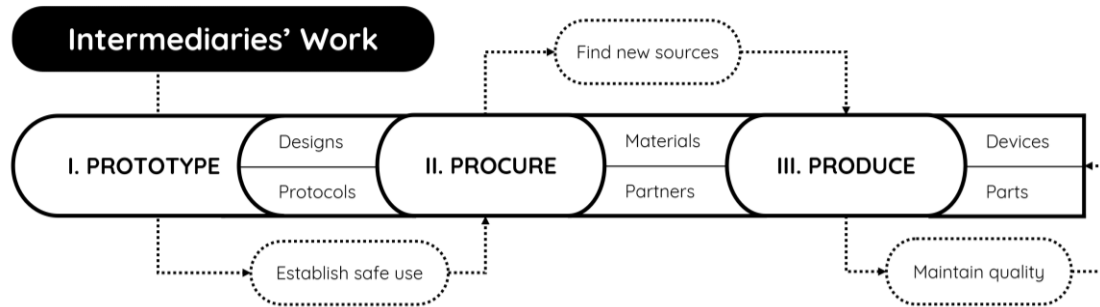 Intermediaries’ Work
Find new sources
I. PROTOTYPE
Designs
Protocols
II. PROCURE
Materials
Partners
III. PRODUCE
Devices
Parts
Establish safe use
Maintain quality